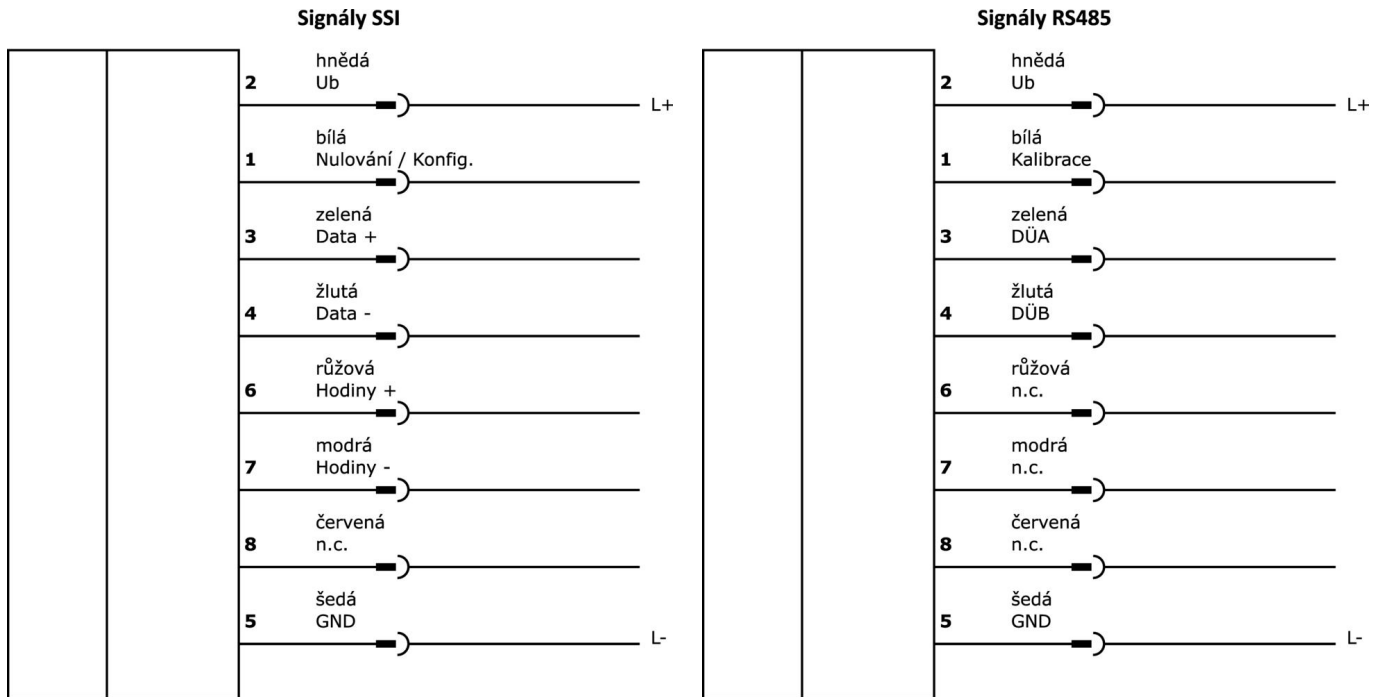 Signály SSI
hnědá
2 Ub
L+
bílá
1 Nulování / Konfig.
zelená
3 Data +
žlutá
4 Data -
růžová
6 Hodiny +
modrá
7 Hodiny -
červená
8 n.c.
šedá
5 GND
L-
Signály RS485
hnědá
2 Ub
L+
bílá
1 Kalibrace
zelená
3 DÜA
žlutá
4 DÜB
růžová
6 n.c.
modrá
7 n.c.
červená
8 n.c.
šedá
5 GND
L-